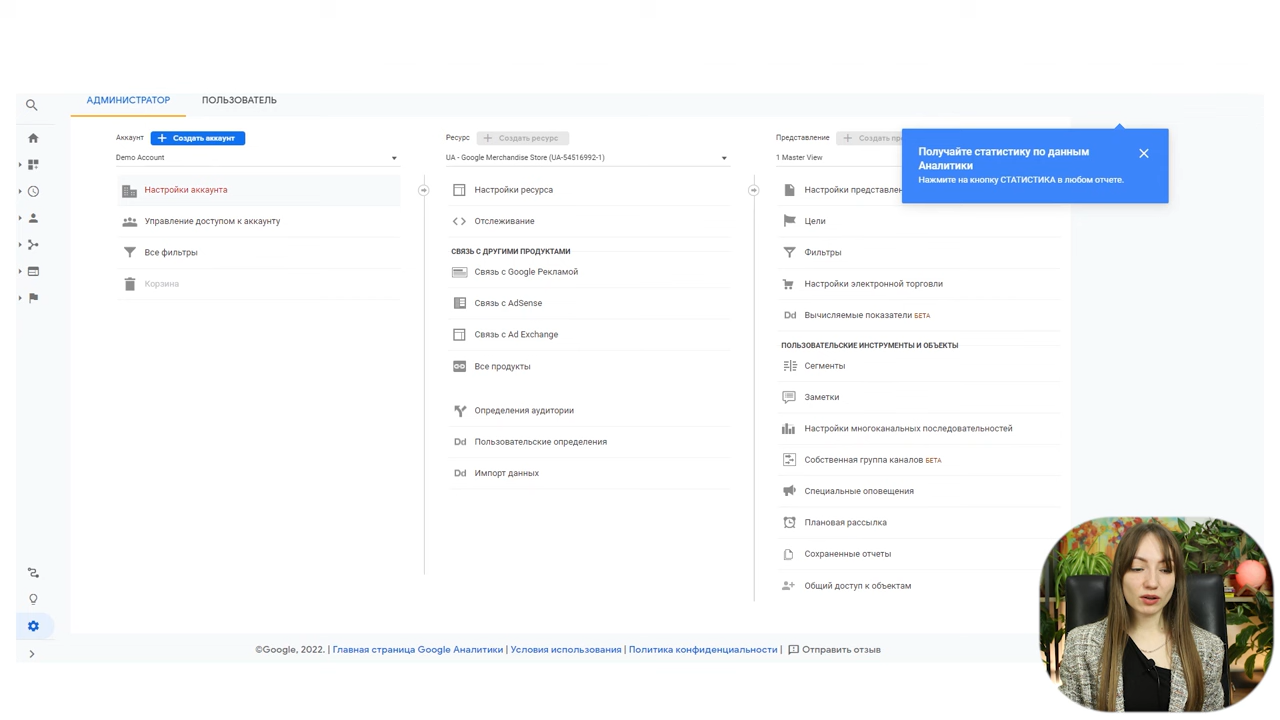 АДМИНИСТРАТОР
ПОЛЬЗОВАТЕЛЬ
Аккаунт
Создать аккаунт
Demo Account
Настройки аккаунта
Управление доступом к аккаунту
Все фильтры
Корзина
Ресурс
Создать ресурс
UA - Google Merchandise Store (UA-54516992-1)
Настройки ресурса
Отслеживание
СВЯЗЬ С ДРУГИМИ ПРОДУКТАМИ
Связь с Google Рекламой
Связь с AdSense
Связь с Ad Exchange
Все продукты
Определения аудитории
Dd Пользовательские определения
Dd Импорт данных
Представление
Создать
1 Master View
Настройки
Цели
Фильтры
Настройки электронной торговли
Dd Вычисляемые показатели БЕТА
ПОЛЬЗОВАТЕЛЬСКИЕ ИНСТРУМЕНТЫ И ОБЪЕКТЫ
Сегменты
Заметки
Настройки многоканальных последовательностей
Собственная группа каналов БЕТА
Специальные оповещения
Плановая рассылка
Сохраненные отчеты
Общий доступ к объектам
Получайте статистику по данным
Аналитики
Нажмите на кнопку СТАТИСТИКА в любом отчете.
©Google, 2022. | Главная страница Google Аналитики | Условия использования | Политика конфиденциальности | Отправить отзыв